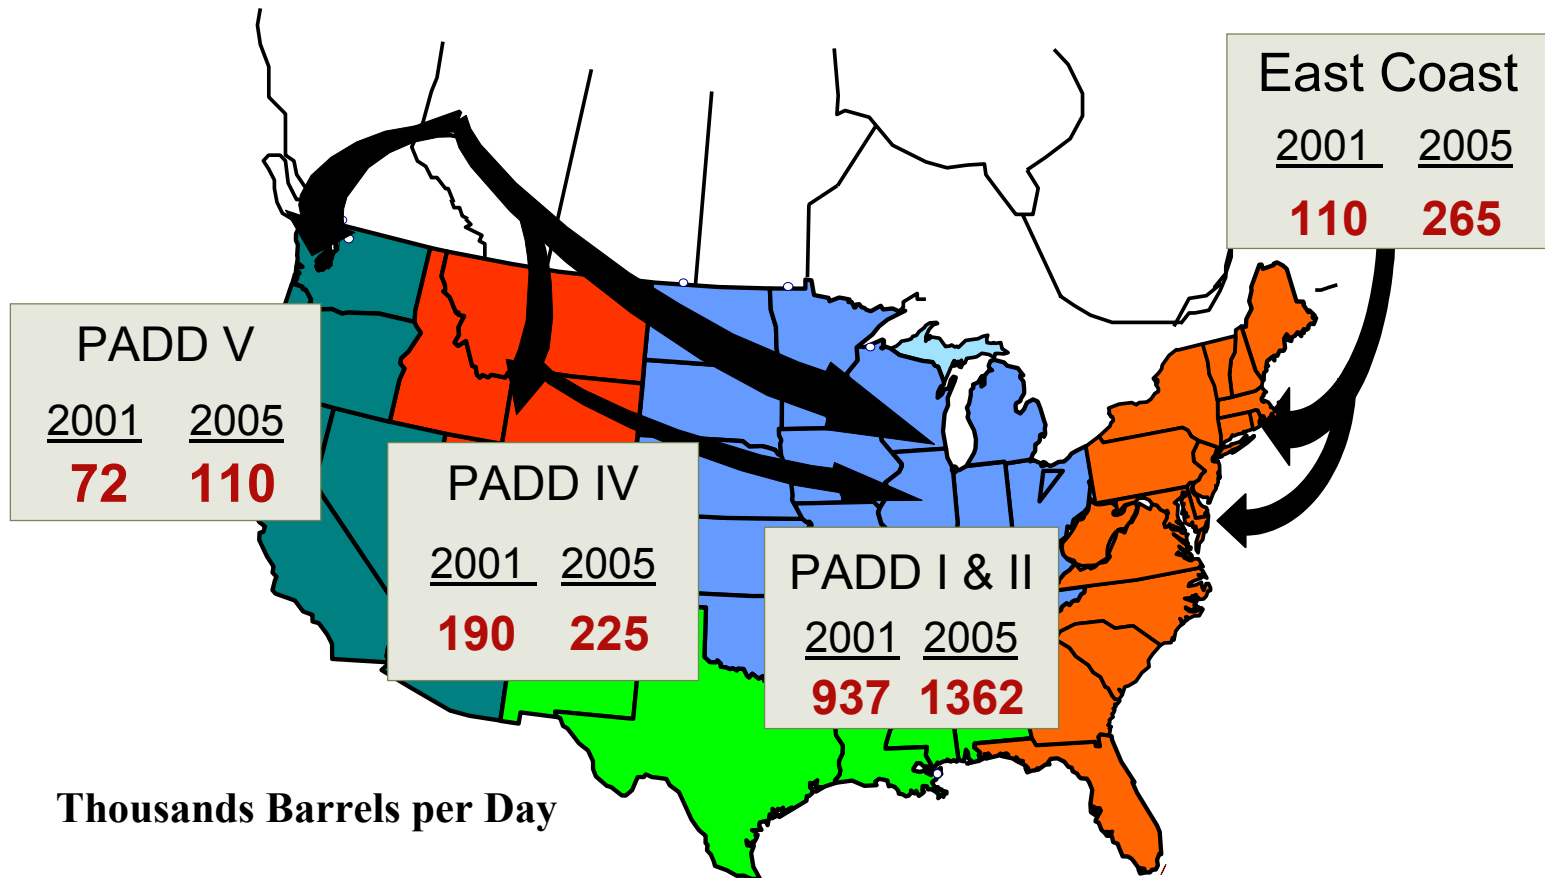 East Coast
2001 2005
110 265
PADD V
2001 2005
72 110
PADD IV
2001 2005
190 225
PADD I & II
2001 2005
937 1362
Thousands Barrels per Day